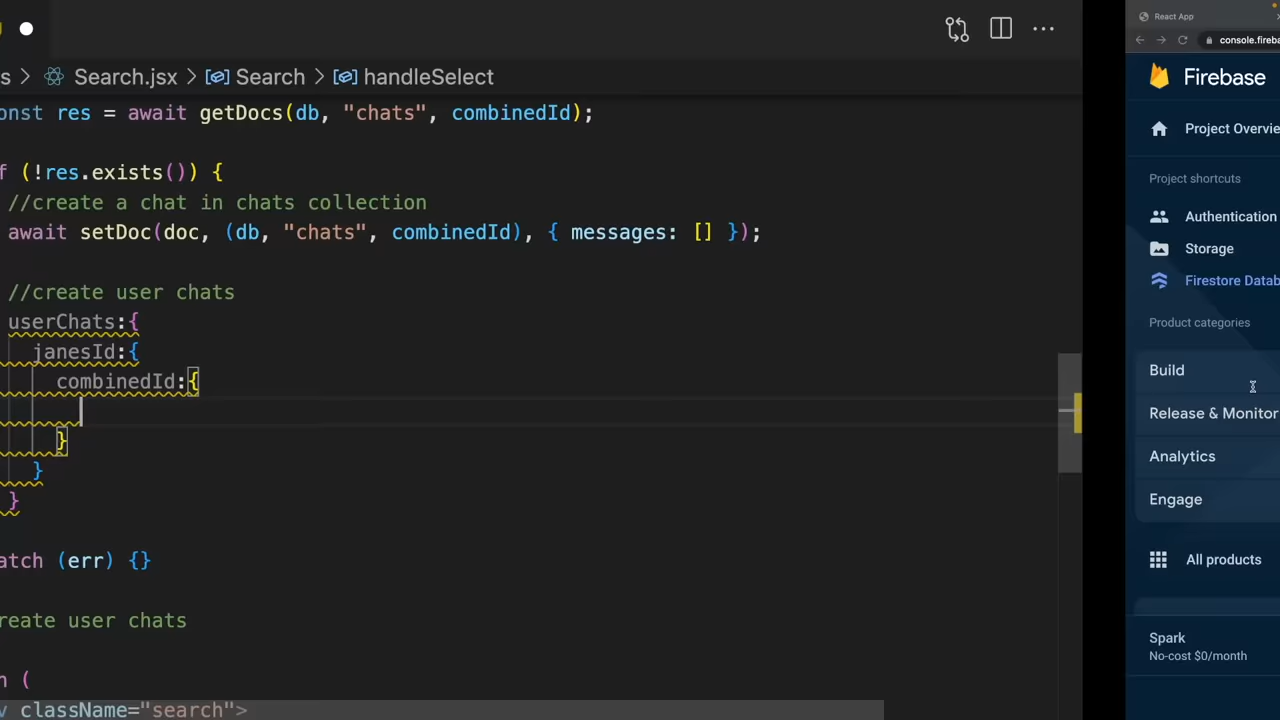 s > Search.jsx > Search > handleSelect
onst res = await getDocs(db, "chats", combinedId);
f (!res.exists()) {
//create a chat in chats collection
await setDoc(doc, (db, "chats", combinedId), { messages: [] });
//create user chats
userChats:{
janesId:{
combinedId:{
}
}
}
atch (err) {}
reate user chats
n (
v className="search">
React App
console.fireba
Firebase
Project Overvie
Project shortcuts
Authentication
Storage
Firestore Datab
Product categories
Build
Release & Monitor
Analytics
Engage
All products
Spark
No-cost $0/month